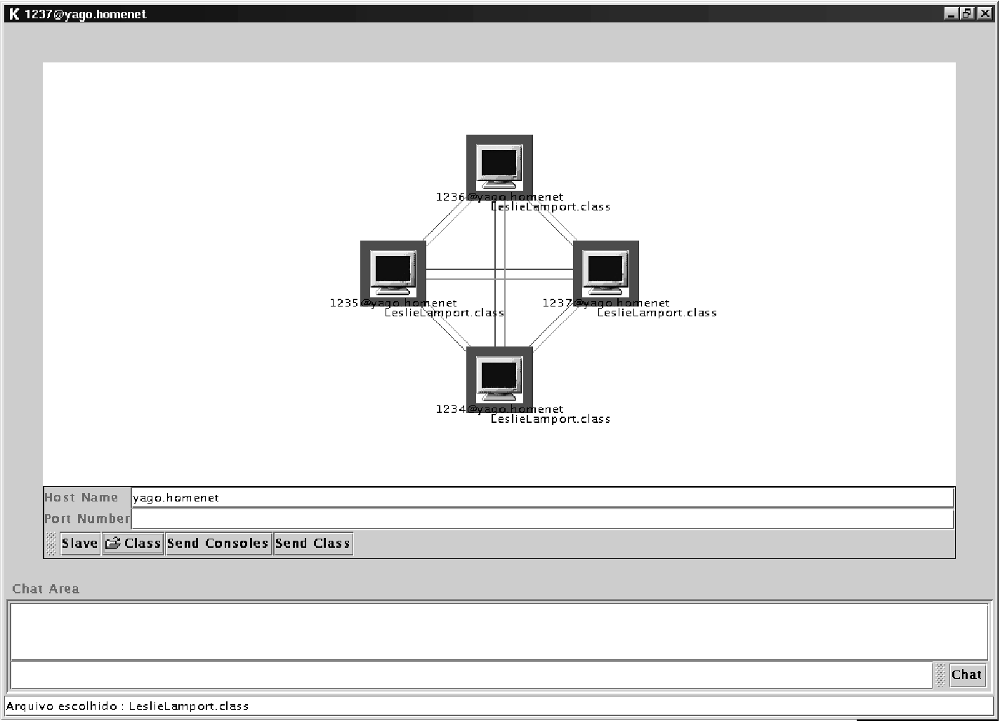 K 1237@yago.homenet
1236@yago.homenet
LeslieLamport.class
1235@yago.homenet
LeslieLamport.class
1237@yago.homenet
LeslieLamport.class
1234@yago.homenet
LeslieLamport.class
Host Name yago.homenet
Port Number
Slave Class Send Consoles Send Class
Chat Area
Chat
Arquivo escolhido : LeslieLamport.class